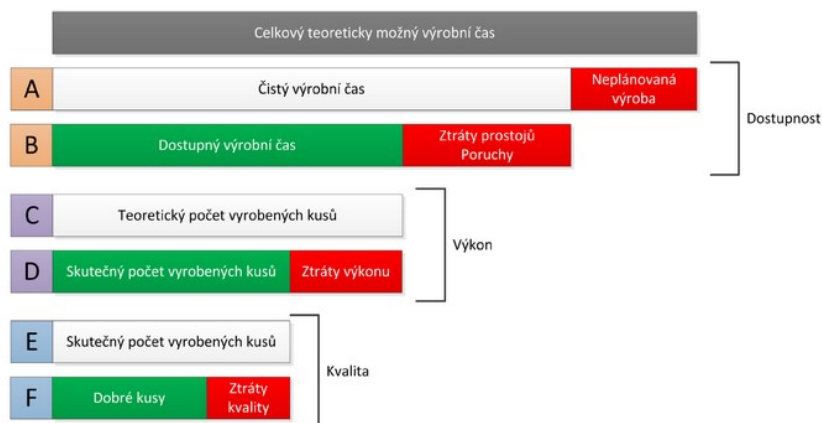 Celkový teoreticky možný výrobní čas
A
Čistý výrobní čas
Neplánovaná
výroba
Dostupnost
B
Dostupný výrobní čas
Ztráty prostojů
Poruchy
C
Teoretický počet vyrobených kusů
Výkon
D
Skutečný počet vyrobených kusů
Ztráty výkonu
E
Skutečný počet vyrobených kusů
Kvalita
F
Dobré kusy
Ztráty
kvality